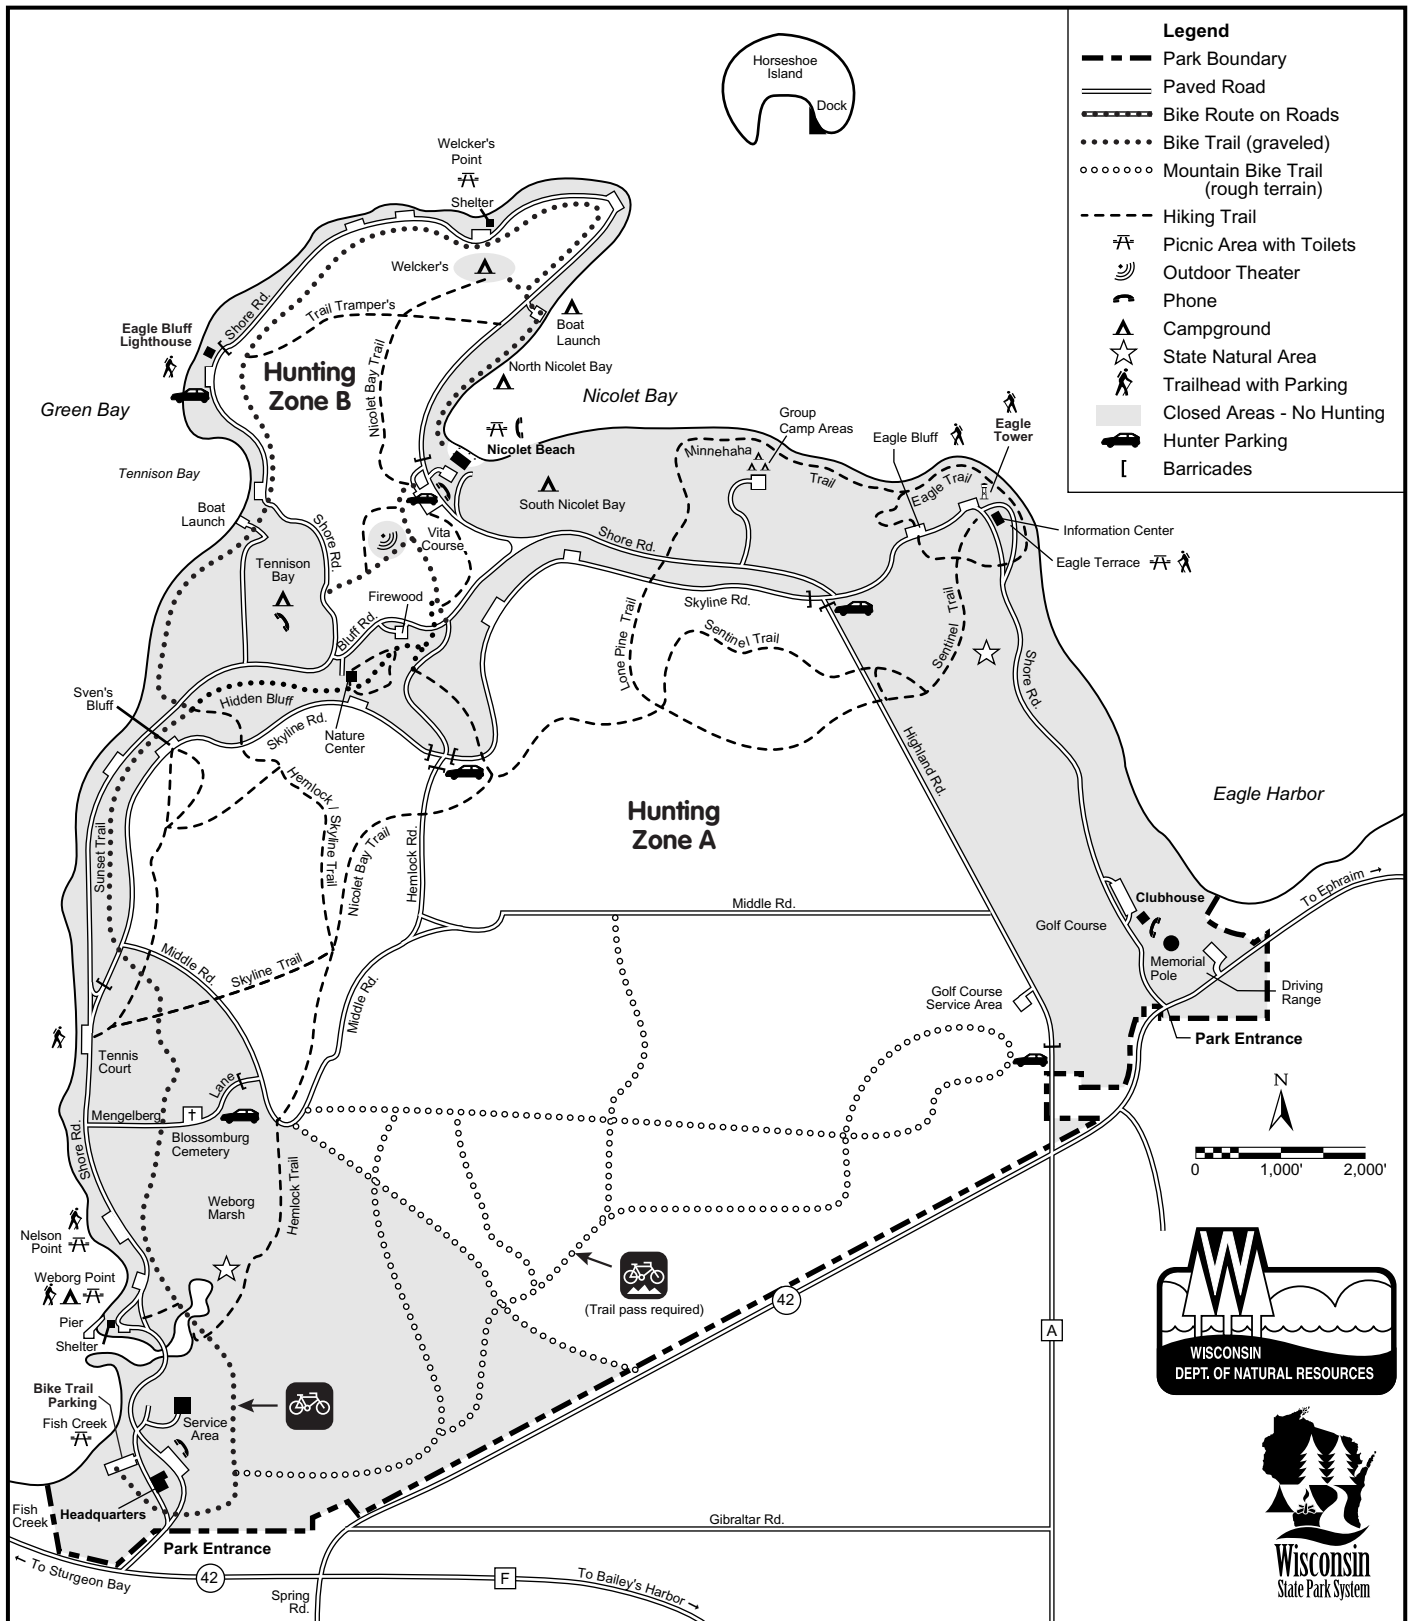 Legend
Park Boundary
Paved Road
Bike Route on Roads
Bike Trail (graveled)
Mountain Bike Trail
(rough terrain)
Hiking Trail
Picnic Area with Toilets
Outdoor Theater
Phone
Campground
State Natural Area
Trailhead with Parking
Closed Areas - No Hunting
Hunter Parking
Barricades
Horseshoe
Island
Dock
Welcker's
Point
Shelter
Welcker's
Shore Rd.
Trail Tramper's
Eagle Bluff
Lighthouse
Boat
Launch
Hunting
Zone B
Nicolet Bay Trail
North Nicolet Bay
Green Bay
Nicolet Bay
Nicolet Beach
Group
Camp Areas
Eagle Bluff
Eagle
Tower
Minnehaha
Trail
Eagle Trail
Tennison Bay
South Nicolet Bay
Boat
Launch
Shore Rd.
Vita
Course
Shore Rd.
Information Center
Eagle Terrace
Tennison
Bay
Firewood
Bluff Rd.
Skyline Rd.
Lone Pine Trail
Sentinel Trail
Sentinel Trail
Shore Rd.
Sven's
Bluff
Hidden Bluff
Skyline Rd.
Nature
Center
Highland Rd.
Hemlock / Skyline Trail
Eagle Harbor
Hunting
Zone A
Sunset Trail
Nicolet Bay Trail
Hemlock Rd.
To Ephraim →
Middle Rd.
Clubhouse
Golf Course
Memorial
Pole
Middle Rd.
Skyline Trail
Middle Rd.
Golf Course
Service Area
Driving
Range
Park Entrance
Tennis
Court
Lane
Mengelberg
Blossomburg
Cemetery
N
0 1,000' 2,000'
Shore Rd.
Weborg
Marsh
Hemlock Trail
Nelson
Point
Weborg Point
Pier
Shelter
(Trail pass required)
42
A
WISCONSIN
DEPT. OF NATURAL RESOURCES
Bike Trail
Parking
Fish Creek
Service
Area
Fish
Creek
Headquarters
Park Entrance
Gibraltar Rd.
← To Sturgeon Bay
42
F
To Bailey's Harbor →
Spring
Rd.
Wisconsin
State Park System